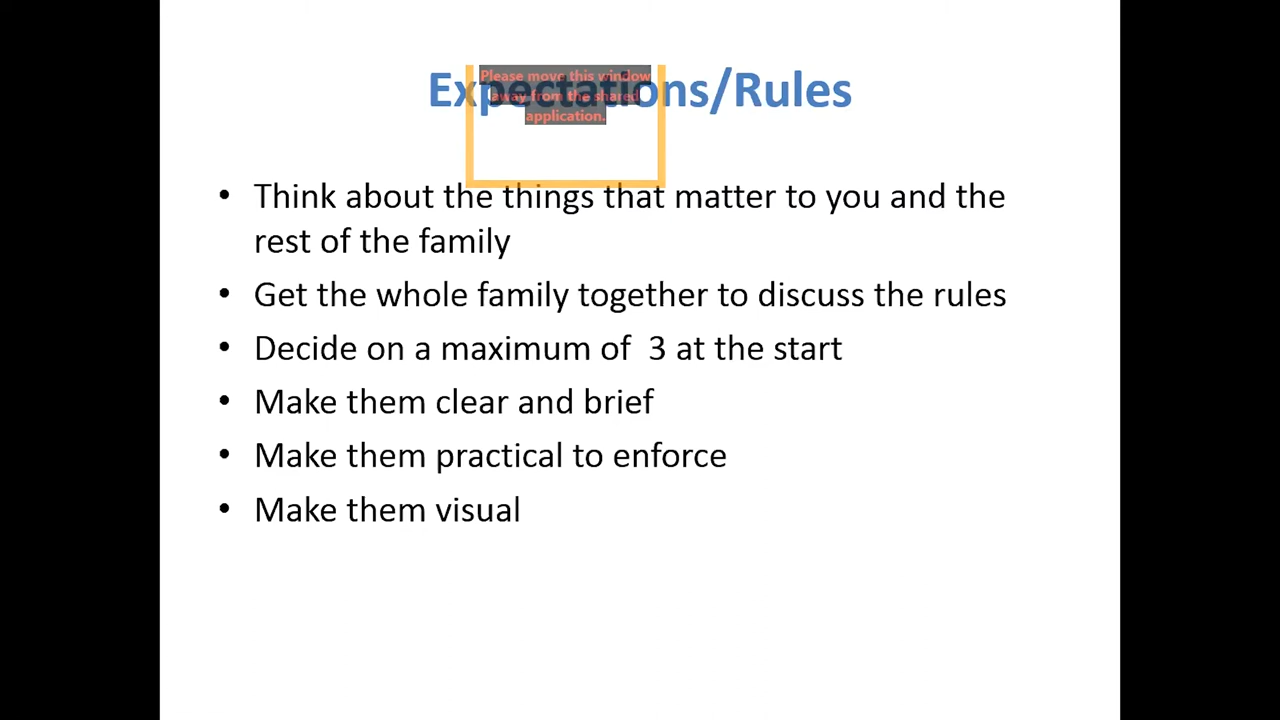 Expectations/Rules
Please move this window
away from the shared
application.
• Think about the things that matter to you and the
rest of the family
• Get the whole family together to discuss the rules
• Decide on a maximum of  3 at the start
• Make them clear and brief
• Make them practical to enforce
• Make them visual